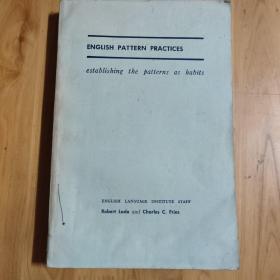 ENGLISH PATTERN PRACTICES
establishing the patterns as habits
ENGLISH LANGUAGE INSTITUTE STAFF
Robert Lado and Charles C. Fries